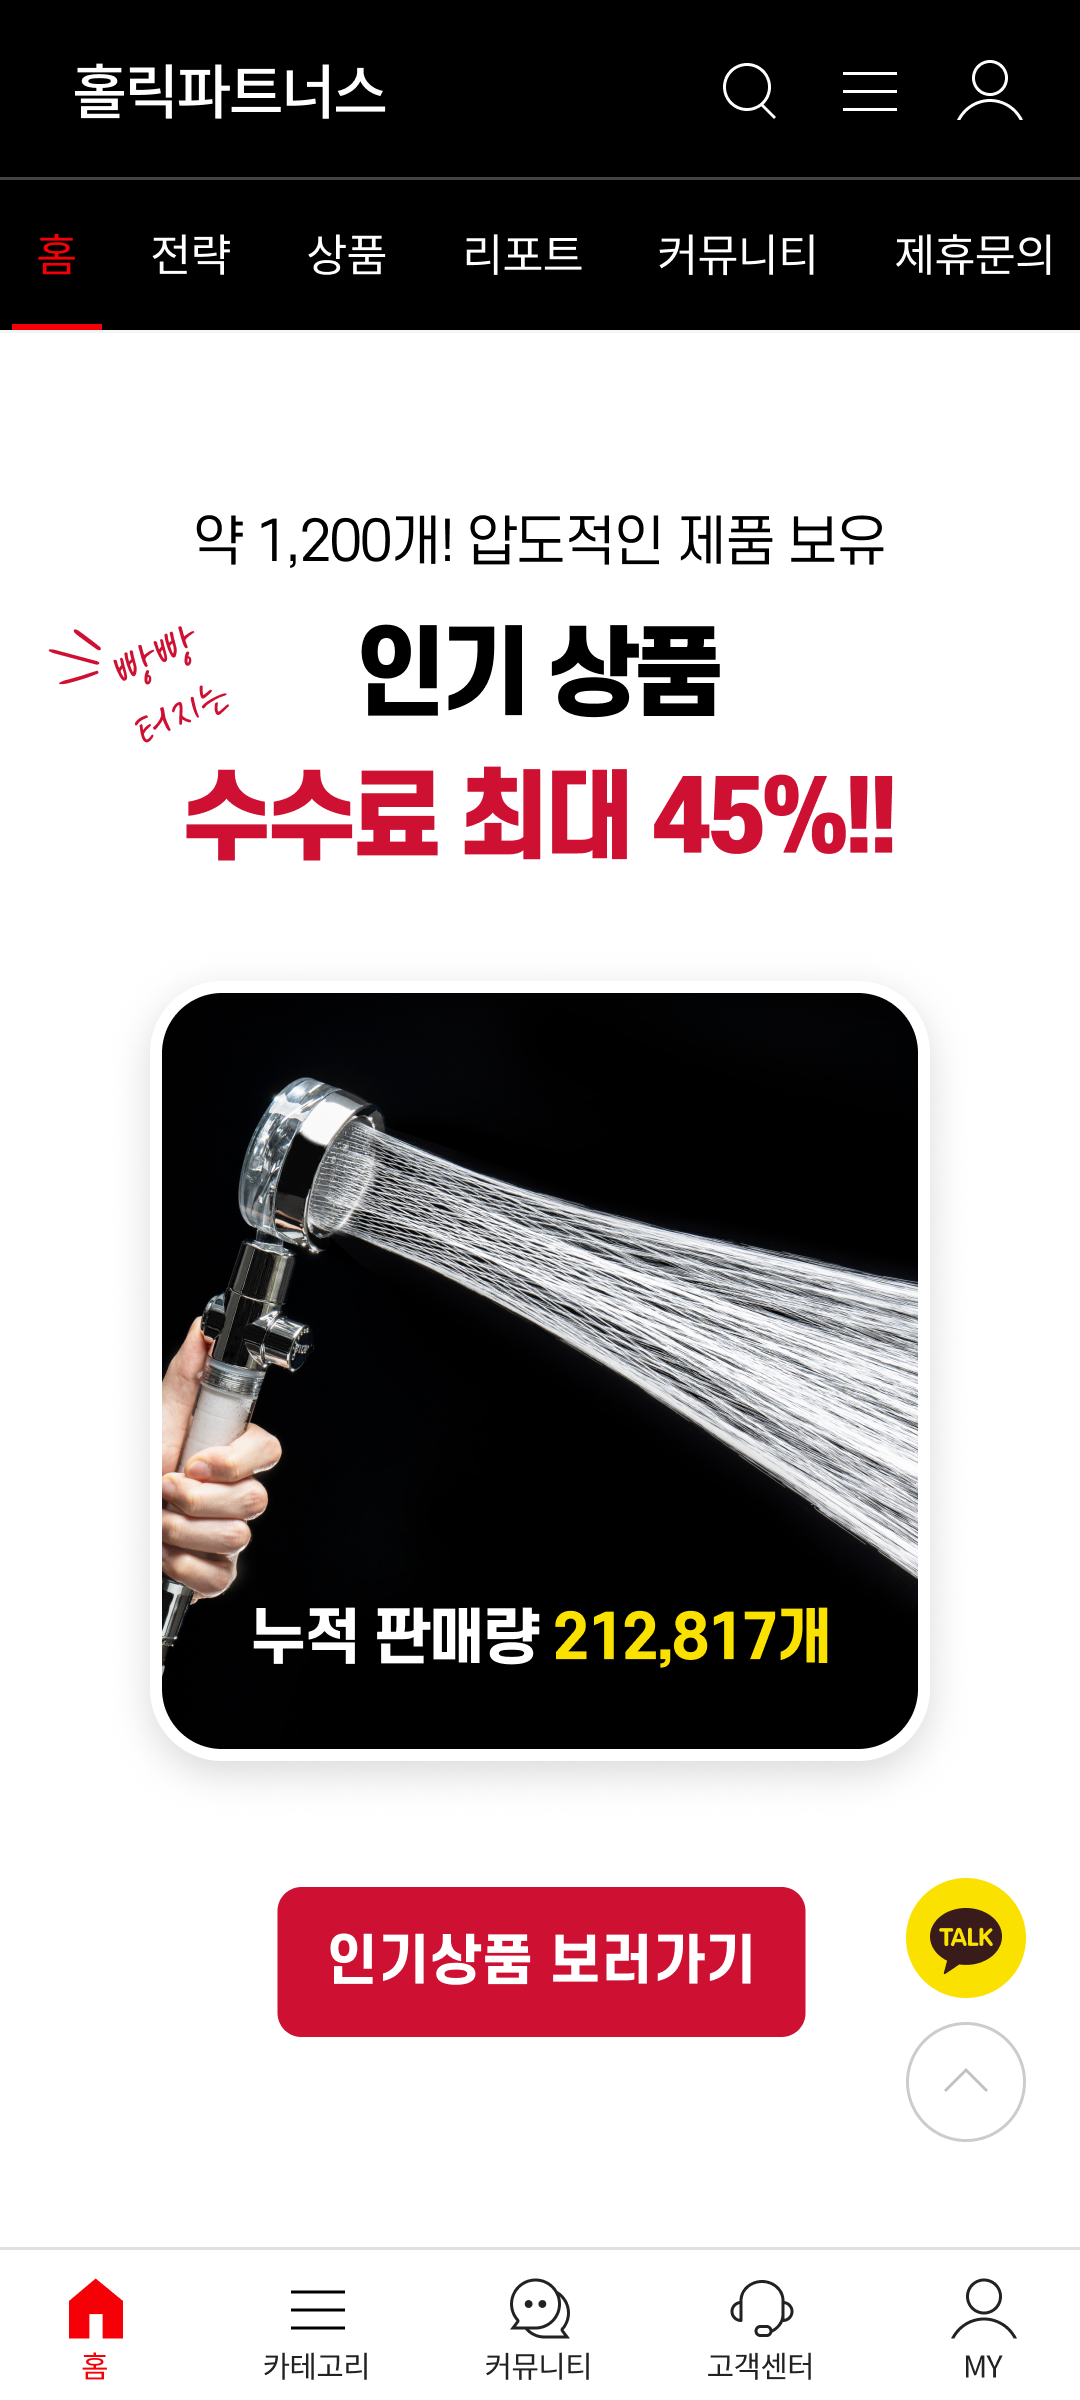 홀릭파트너스
홈 전략 상품 리포트 커뮤니티 제휴문의
약 1,200개! 압도적인 제품 보유
빵빵
터지는
인기 상품
수수료 최대 45%!!
누적 판매량 212,817개
인기상품 보러가기
TALK
홈 카테고리 커뮤니티 고객센터 MY